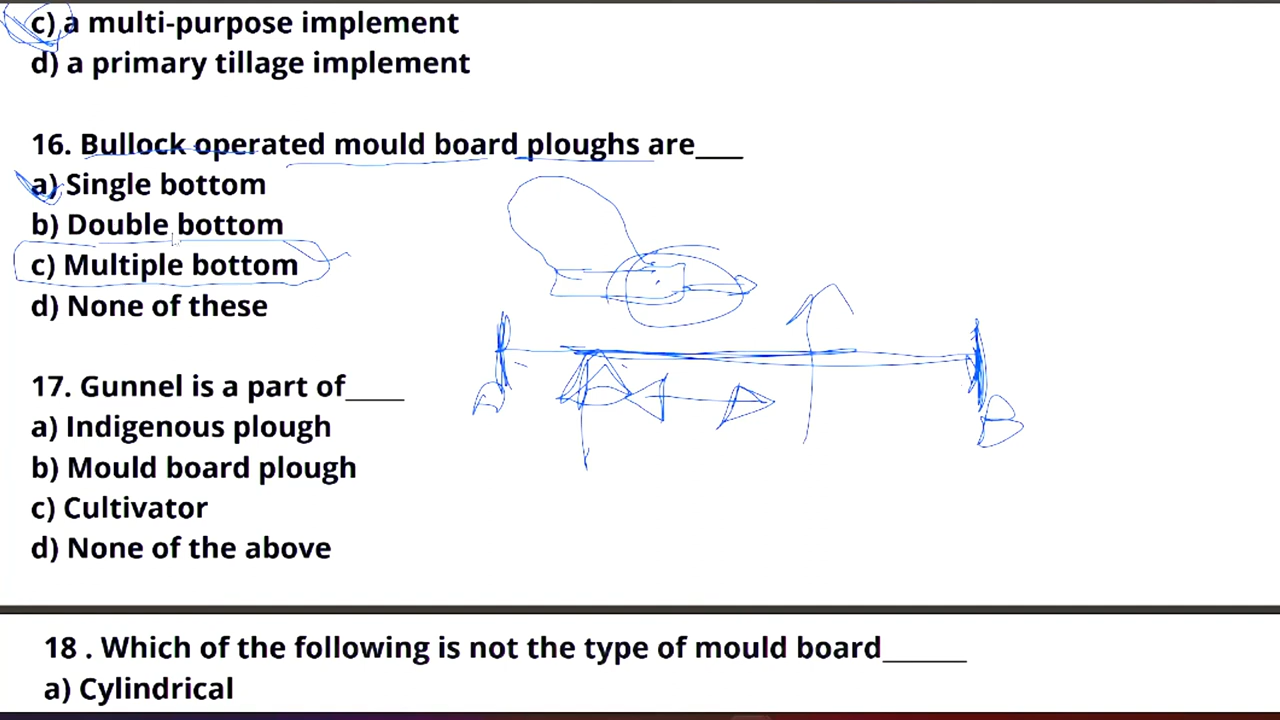 c) a multi-purpose implement
d) a primary tillage implement
16. Bullock operated mould board ploughs are____
a) Single bottom
b) Double bottom
c) Multiple bottom
d) None of these
17. Gunnel is a part of_____
a) Indigenous plough
b) Mould board plough
c) Cultivator
d) None of the above
A
B
18 . Which of the following is not the type of mould board_______
a) Cylindrical